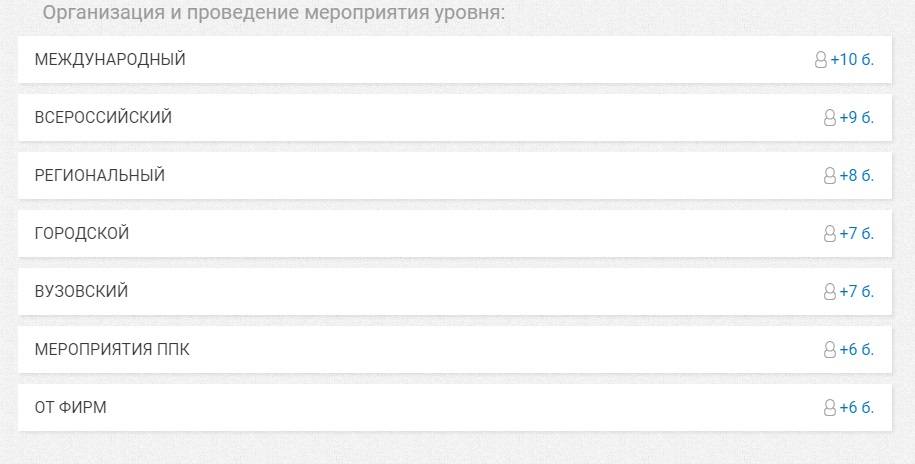 Организация и проведение мероприятия уровня:
МЕЖДУНАРОДНЫЙ +10 б.
ВСЕРОССИЙСКИЙ +9 б.
РЕГИОНАЛЬНЫЙ +8 б.
ГОРОДСКОЙ +7 б.
ВУЗОВСКИЙ +7 б.
МЕРОПРИЯТИЯ ППК +6 б.
ОТ ФИРМ +6 б.